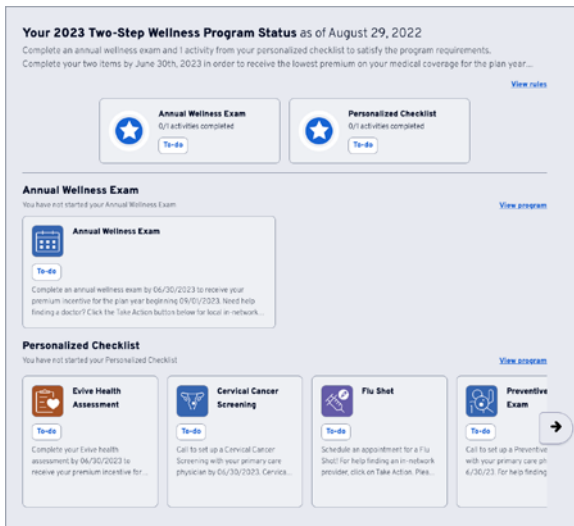 Your 2023 Two-Step Wellness Program Status as of August 29, 2022
Complete an annual wellness exam and 1 activity from your personalized checklist to satisfy the program requirements.
Complete your two items by June 30th, 2023 in order to receive the lowest premium on your medical coverage for the plan year...
View rules
Annual Wellness Exam
0/1 activities completed
To-do
Personalized Checklist
0/1 activities completed
To-do
Annual Wellness Exam
You have not started your Annual Wellness Exam
View program
Annual Wellness Exam
To-do
Complete an annual wellness exam by 06/30/2023 to receive your
premium incentive for the plan year beginning 09/01/2023. Need help
finding a doctor? Click the Take Action button below for local in-network...
Personalized Checklist
You have not started your Personalized Checklist
View program
Evive Health
Assessment
To-do
Complete your Evive health
assessment by 06/30/2023 to
receive your premium incentive for...
Cervical Cancer
Screening
To-do
Call to set up a Cervical Cancer
Screening with your primary care
physician by 06/30/2023. Cervica...
Flu Shot
To-do
Schedule an appointment for a Flu
Shot! For help finding an in-network
provider, click on Take Action. Plea...
Preventive
Exam
To-do
Call to set up a Preventive
with your primary care ph
6/30/23. For help finding